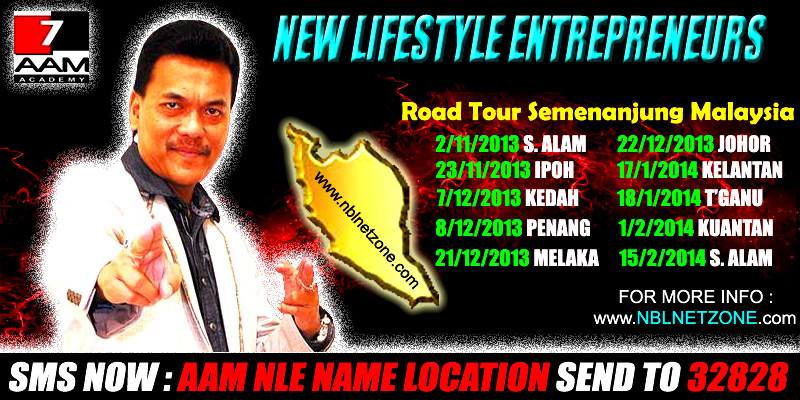 7
AAM
ACADEMY
NEW LIFESTYLE ENTREPRENEURS
Road Tour Semenanjung Malaysia
2/11/2013 S. ALAM
23/11/2013 IPOH
7/12/2013 KEDAH
8/12/2013 PENANG
21/12/2013 MELAKA
22/12/2013 JOHOR
17/1/2014 KELANTAN
18/1/2014 T'GANU
1/2/2014 KUANTAN
15/2/2014 S. ALAM
www.nblnetzone.com
FOR MORE INFO :
www.NBLNETZONE.com
SMS NOW : AAM NLE NAME LOCATION SEND TO 32828